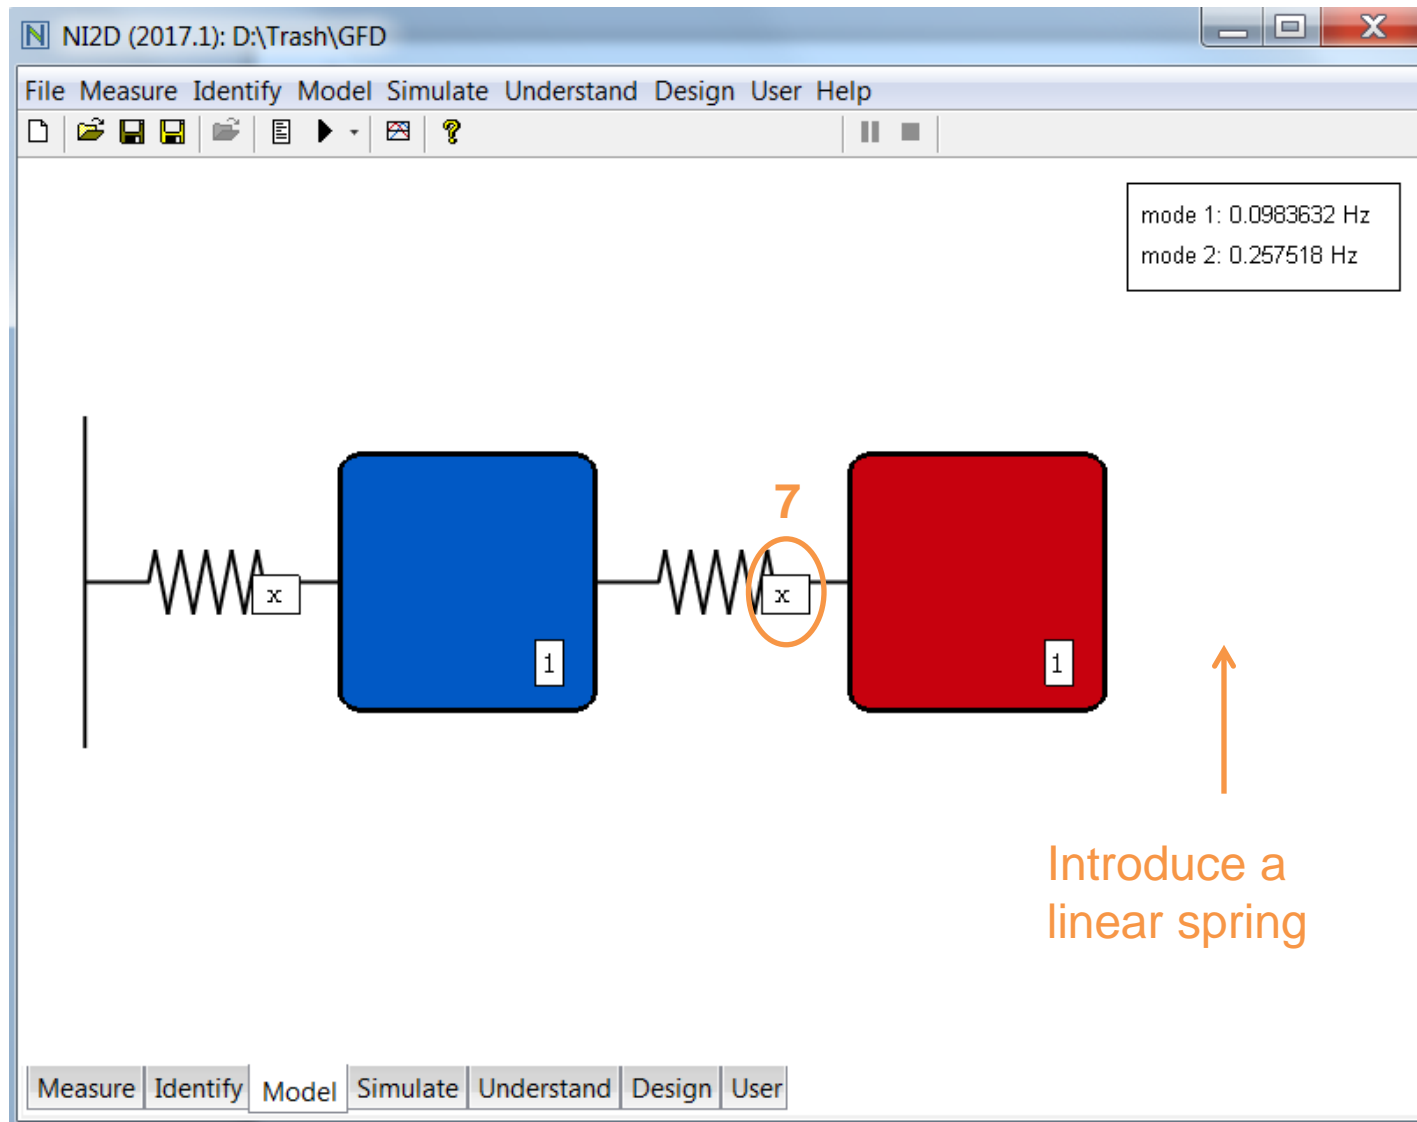 NI2D (2017.1): D:\Trash\GFD
File Measure Identify Model Simulate Understand Design User Help
mode 1: 0.0983632 Hz
mode 2: 0.257518 Hz
7
x
x
1
1
Introduce a
linear spring
Measure Identify Model Simulate Understand Design User